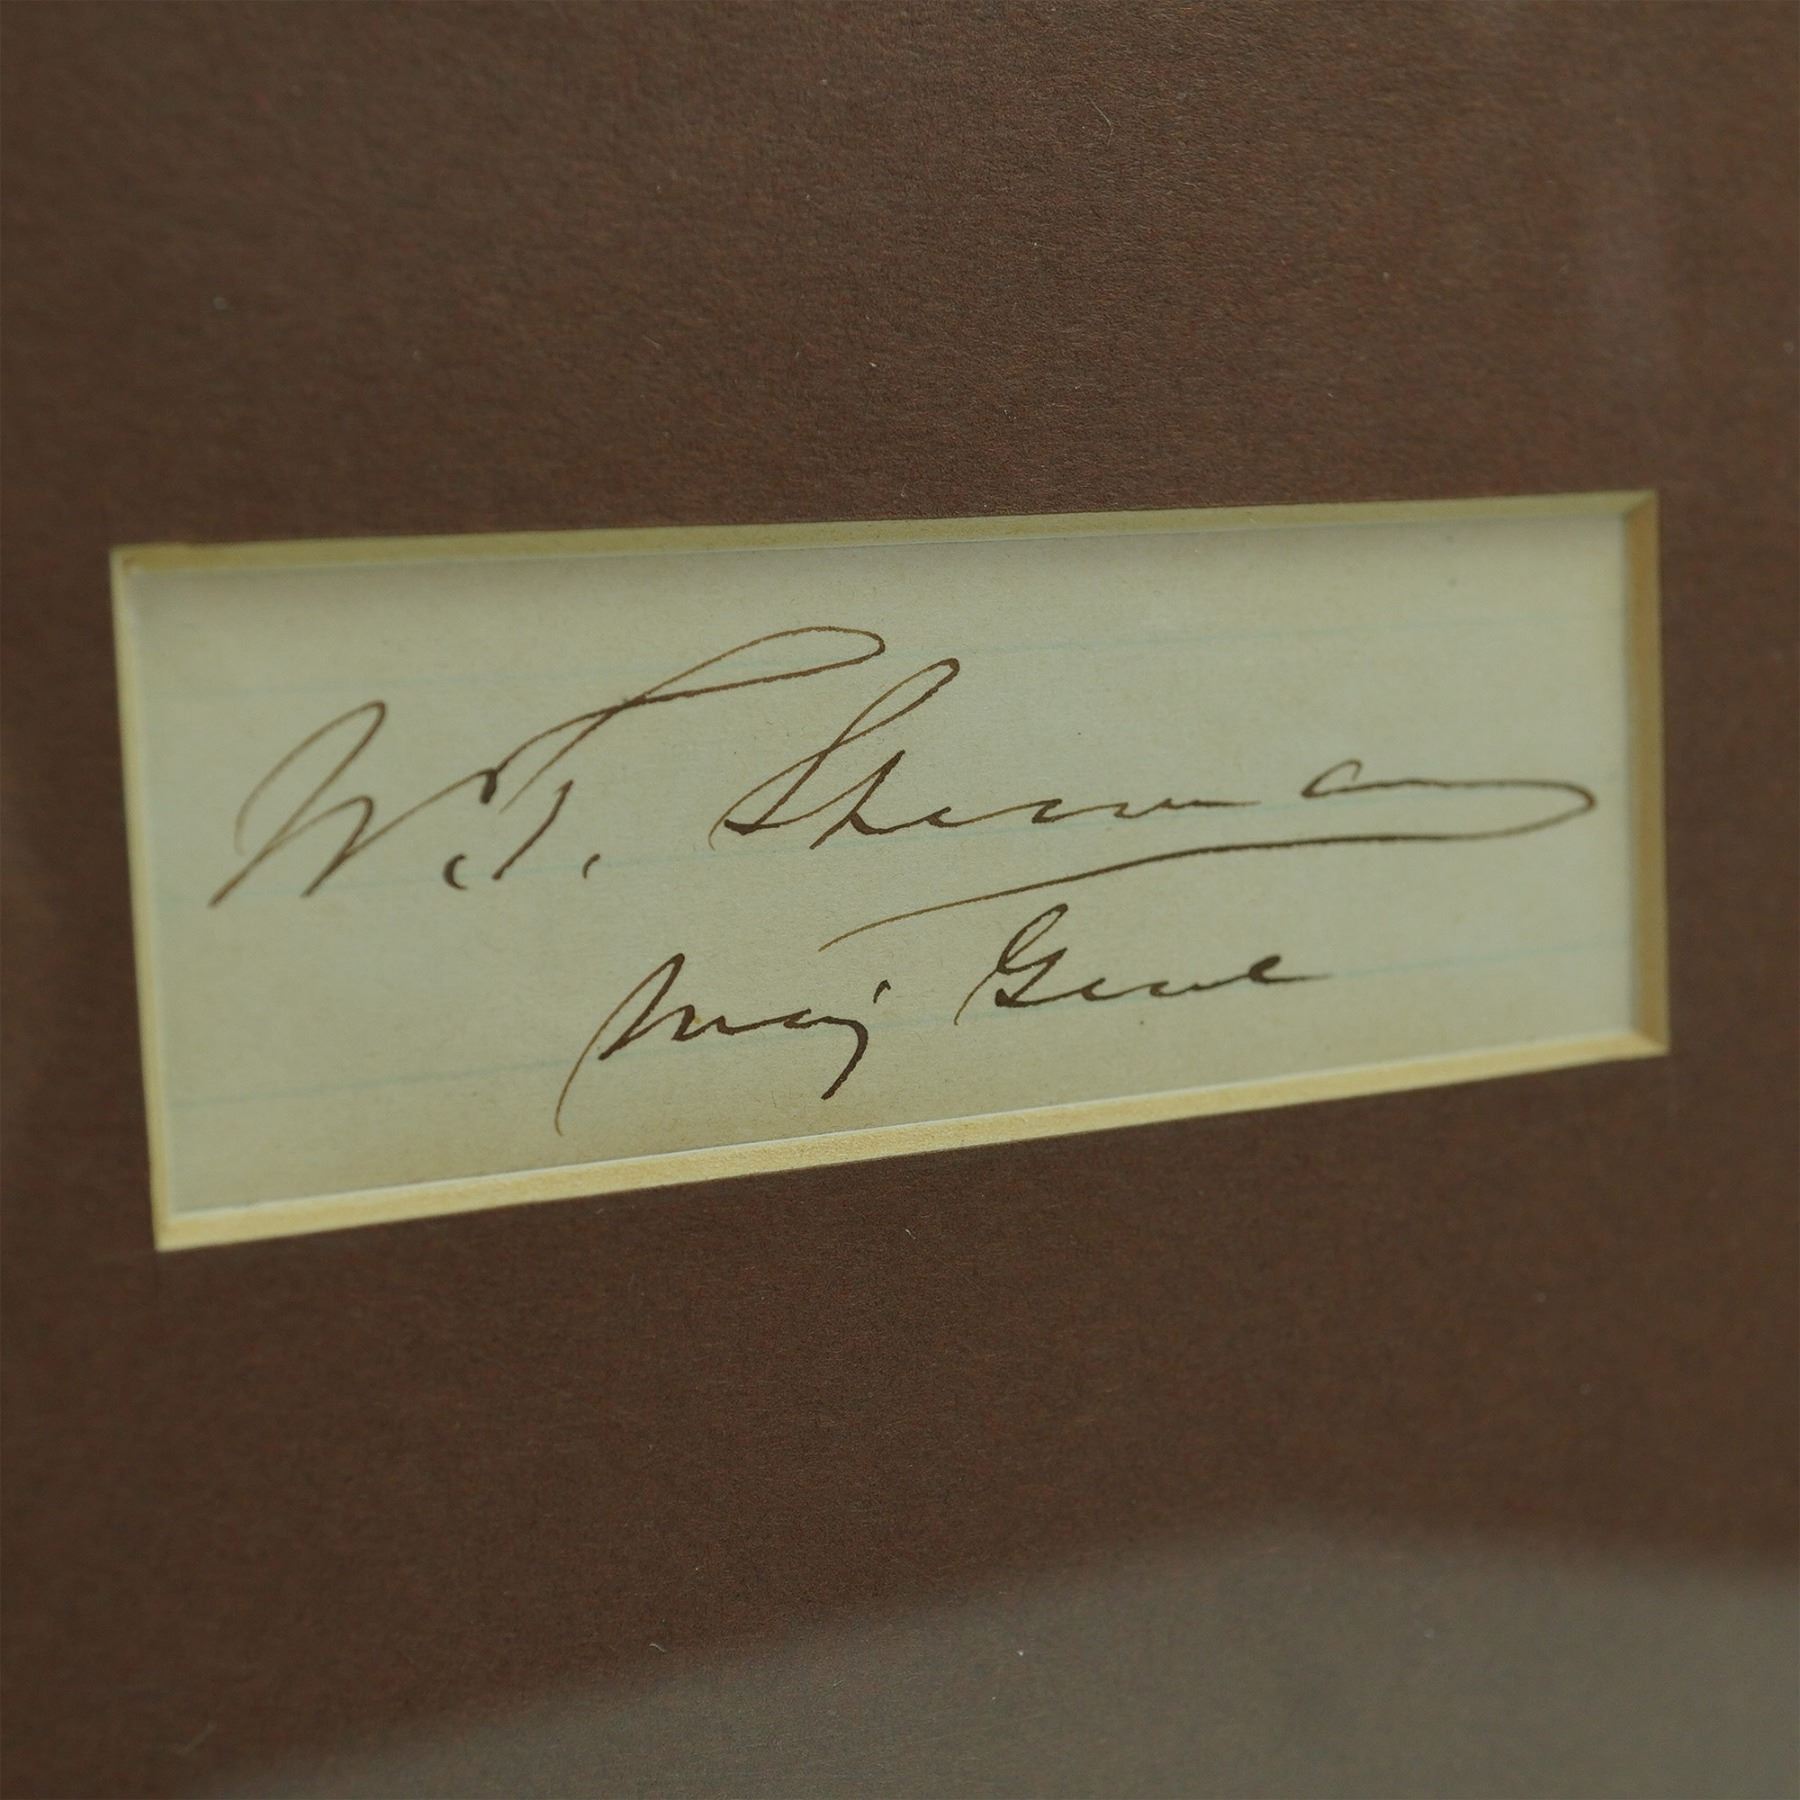 W.T. Sherman
Maj Genl